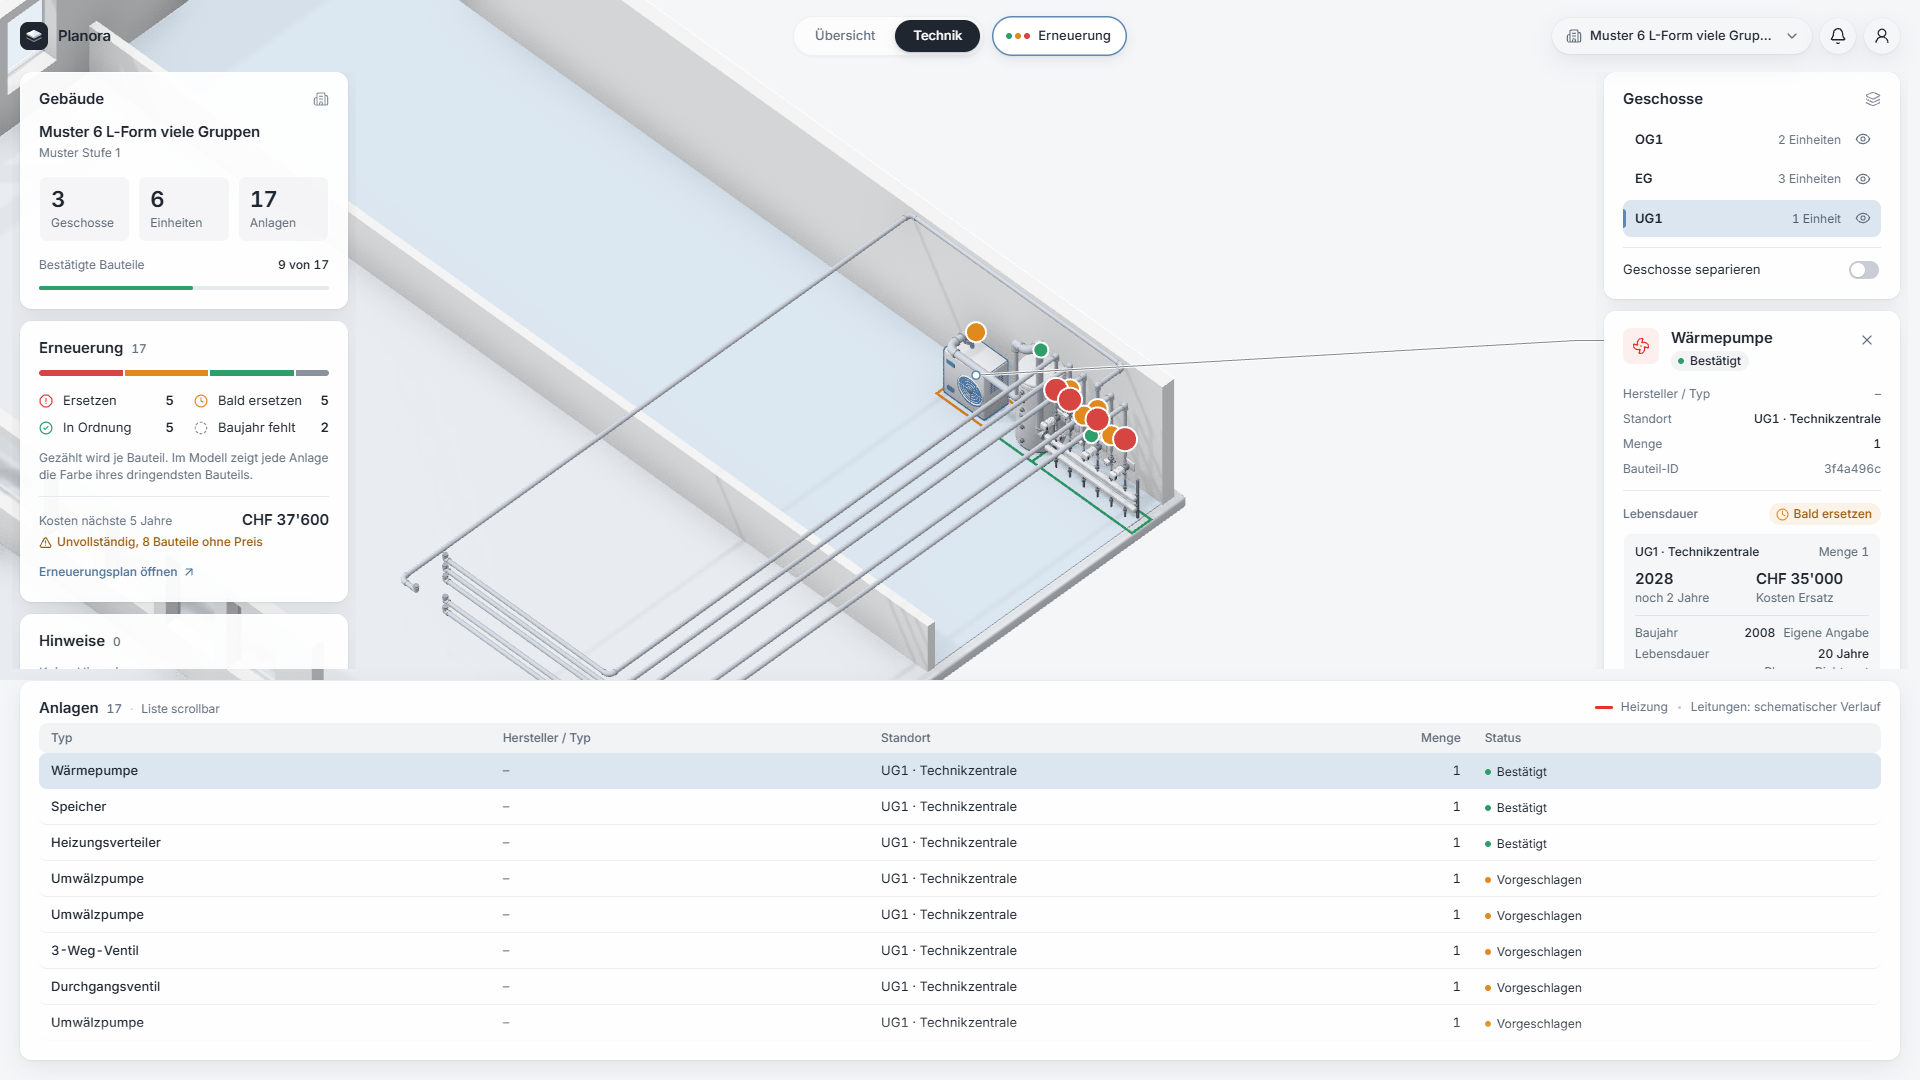 Planora
Übersicht
Technik
Erneuerung
Muster 6 L-Form viele Grup...
Gebäude
Muster 6 L-Form viele Gruppen
Muster Stufe 1
3
Geschosse
6
Einheiten
17
Anlagen
Bestätigte Bauteile
9 von 17
Erneuerung 17
Ersetzen 5
Bald ersetzen 5
In Ordnung 5
Baujahr fehlt 2
Gezählt wird je Bauteil. Im Modell zeigt jede Anlage
die Farbe ihres dringendsten Bauteils.
Kosten nächste 5 Jahre
CHF 37'600
Unvollständig, 8 Bauteile ohne Preis
Erneuerungsplan öffnen
Hinweise 0
Geschosse
OG1 2 Einheiten
EG 3 Einheiten
UG1 1 Einheit
Geschosse separieren
Wärmepumpe
Bestätigt
Hersteller / Typ –
Standort UG1 · Technikzentrale
Menge 1
Bauteil-ID 3f4a496c
Lebensdauer Bald ersetzen
UG1 · Technikzentrale Menge 1
2028 CHF 35'000
noch 2 Jahre Kosten Ersatz
Baujahr 2008 Eigene Angabe
Lebensdauer 20 Jahre
Anlagen 17 · Liste scrollbar
Heizung • Leitungen: schematischer Verlauf
Typ Hersteller / Typ Standort Menge Status
Wärmepumpe – UG1 · Technikzentrale 1 Bestätigt
Speicher – UG1 · Technikzentrale 1 Bestätigt
Heizungsverteiler – UG1 · Technikzentrale 1 Bestätigt
Umwälzpumpe – UG1 · Technikzentrale 1 Vorgeschlagen
Umwälzpumpe – UG1 · Technikzentrale 1 Vorgeschlagen
3-Weg-Ventil – UG1 · Technikzentrale 1 Vorgeschlagen
Durchgangsventil – UG1 · Technikzentrale 1 Vorgeschlagen
Umwälzpumpe – UG1 · Technikzentrale 1 Vorgeschlagen